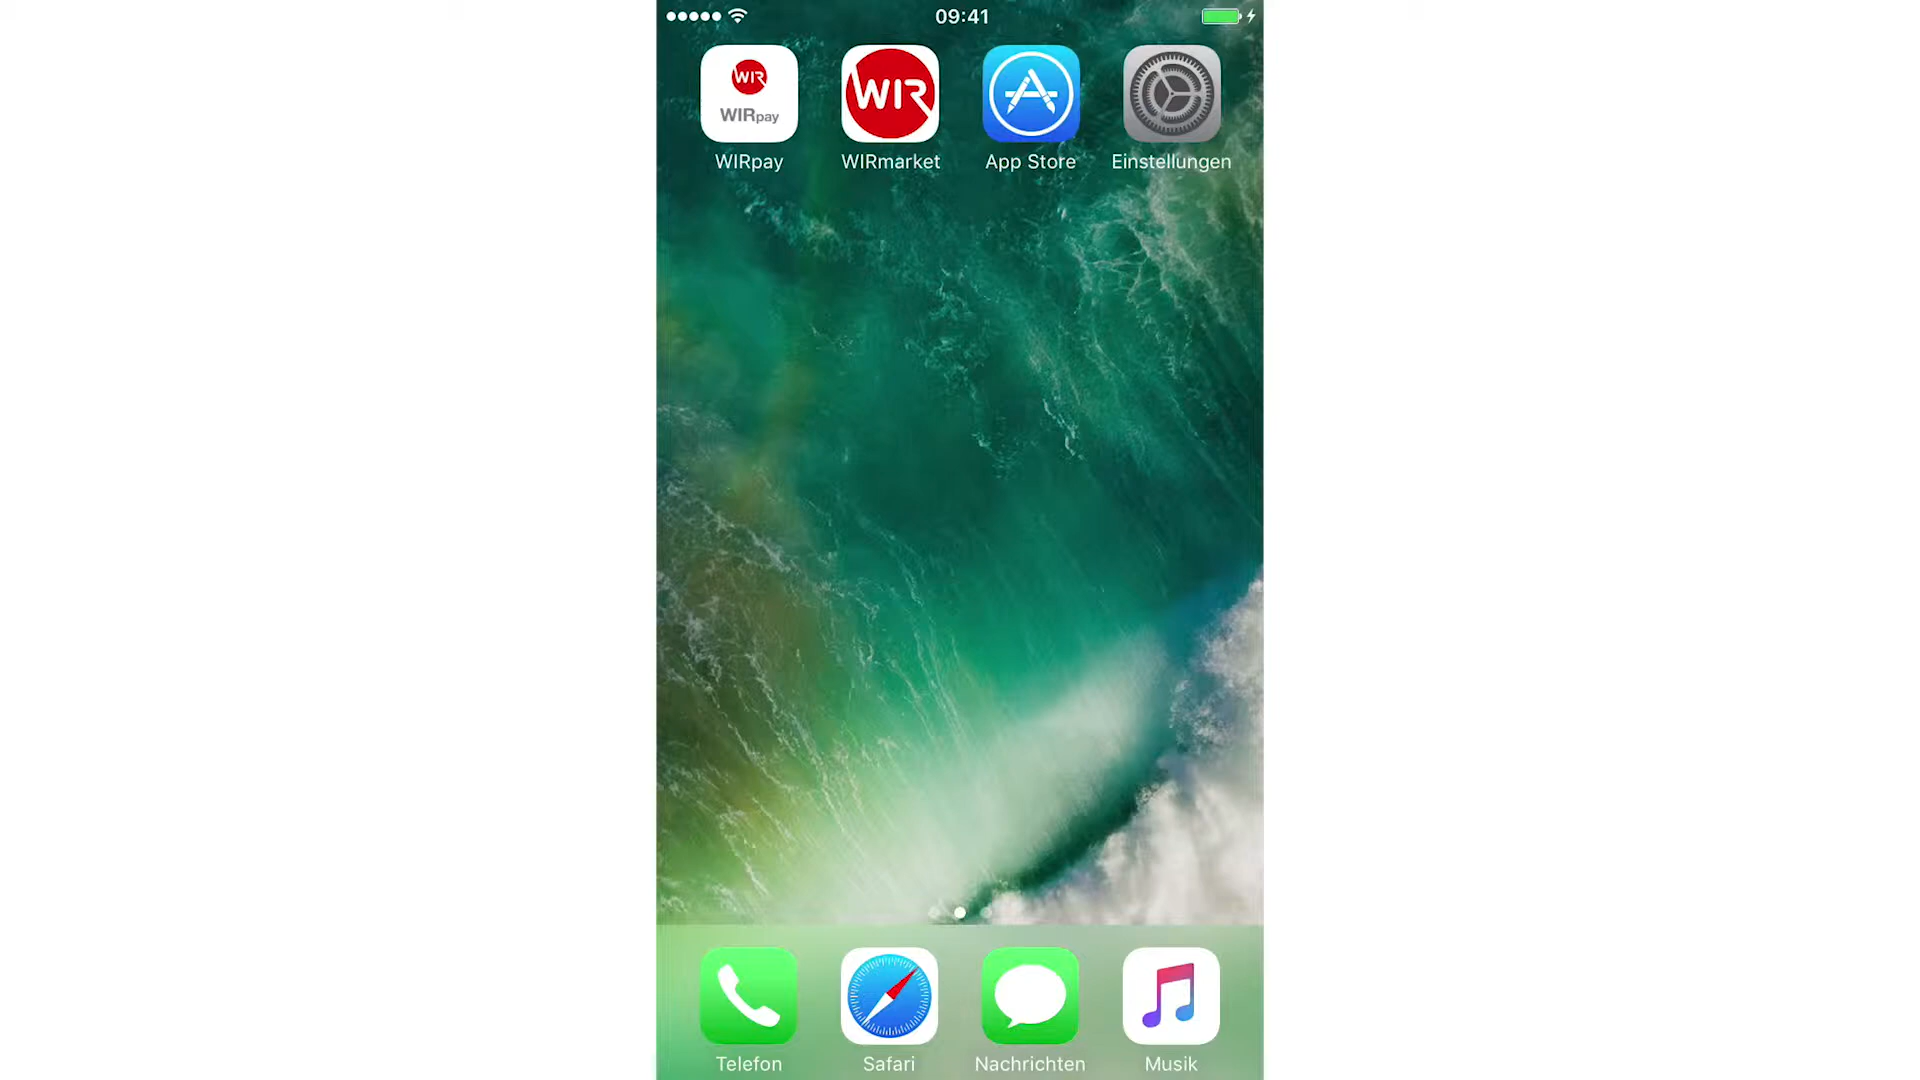 09:41
WIR
WIRpay
WIR
WIRpay
WIRmarket
App Store
Einstellungen
Telefon
Safari
Nachrichten
Musik